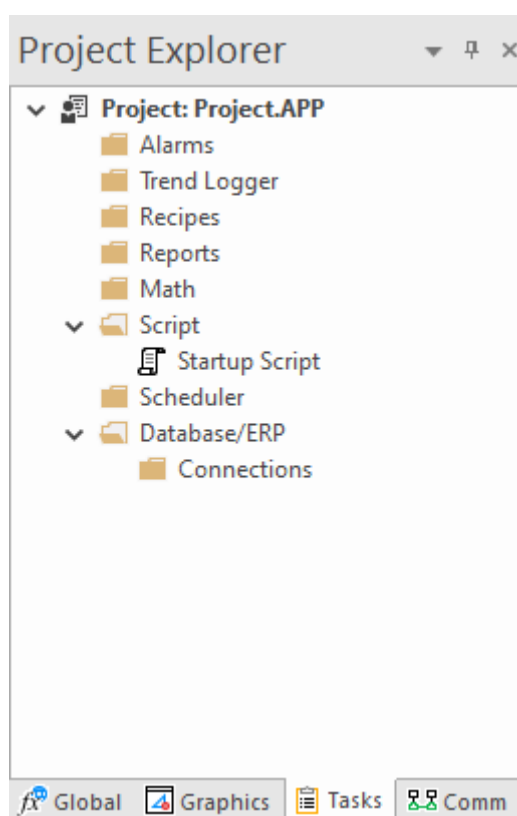 Project Explorer
Project: Project.APP
Alarms
Trend Logger
Recipes
Reports
Math
Script
Startup Script
Scheduler
Database/ERP
Connections
Global Graphics Tasks Comm